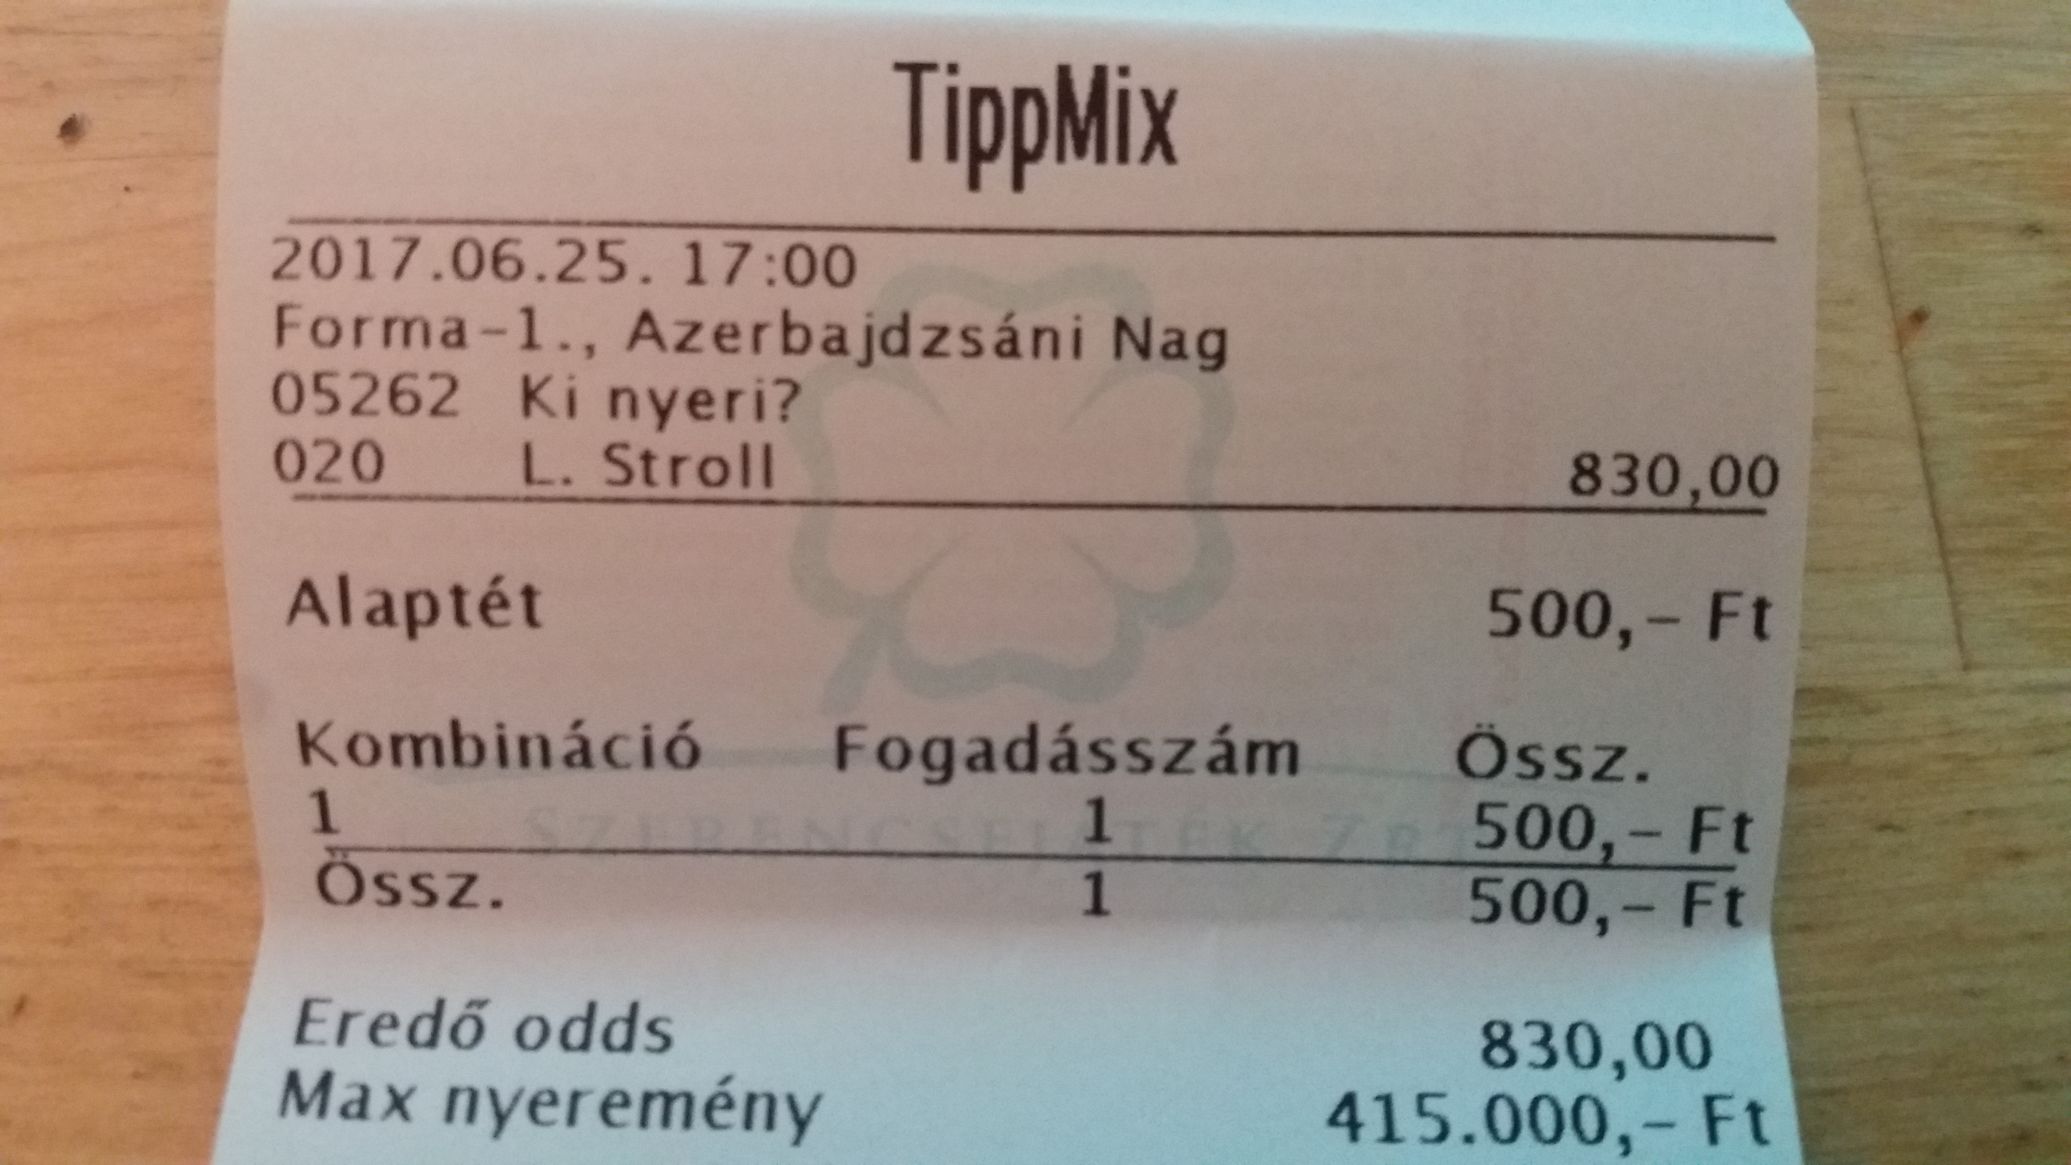 TippMix
2017.06.25. 17:00
Forma-1., Azerbajdzsáni Nag
05262 Ki nyeri?
020 L. Stroll 830,00
Alaptét 500,- Ft
Kombináció Fogadásszám Össz.
1 1 500,- Ft
SZERENCSEJÁTÉK ZRT
Össz. 1 500,- Ft
Eredő odds 830,00
Max nyeremény 415.000,- Ft